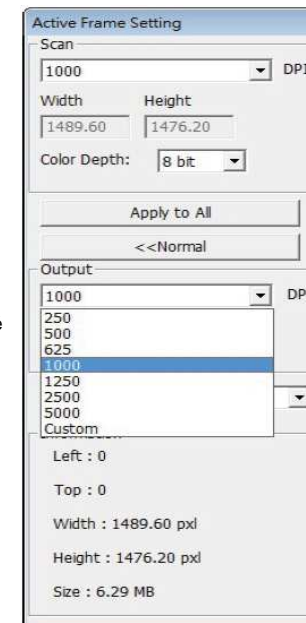 Active Frame Setting
Scan
1000 DPI
Width Height
1489.60 1476.20
Color Depth: 8 bit
Apply to All
<<Normal
Output
1000 DP
250
500
625
1000
1250
2500
5000
Custom
Left : 0
Top : 0
Width : 1489.60 pxl
Height : 1476.20 pxl
Size : 6.29 MB